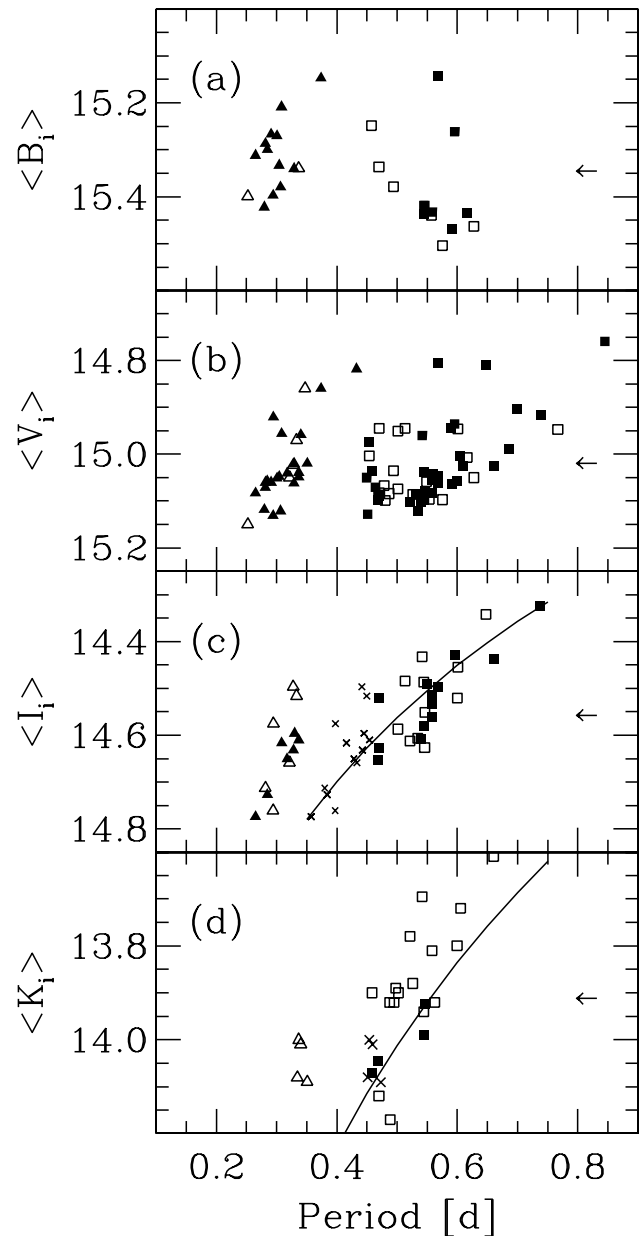 (a)
15.2
15.4
<B_i>
(b)
14.8
15.0
15.2
<V_i>
(c)
14.4
14.6
14.8
<I_i>
(d)
13.8
14.0
<K_i>
0.2 0.4 0.6 0.8
Period [d]